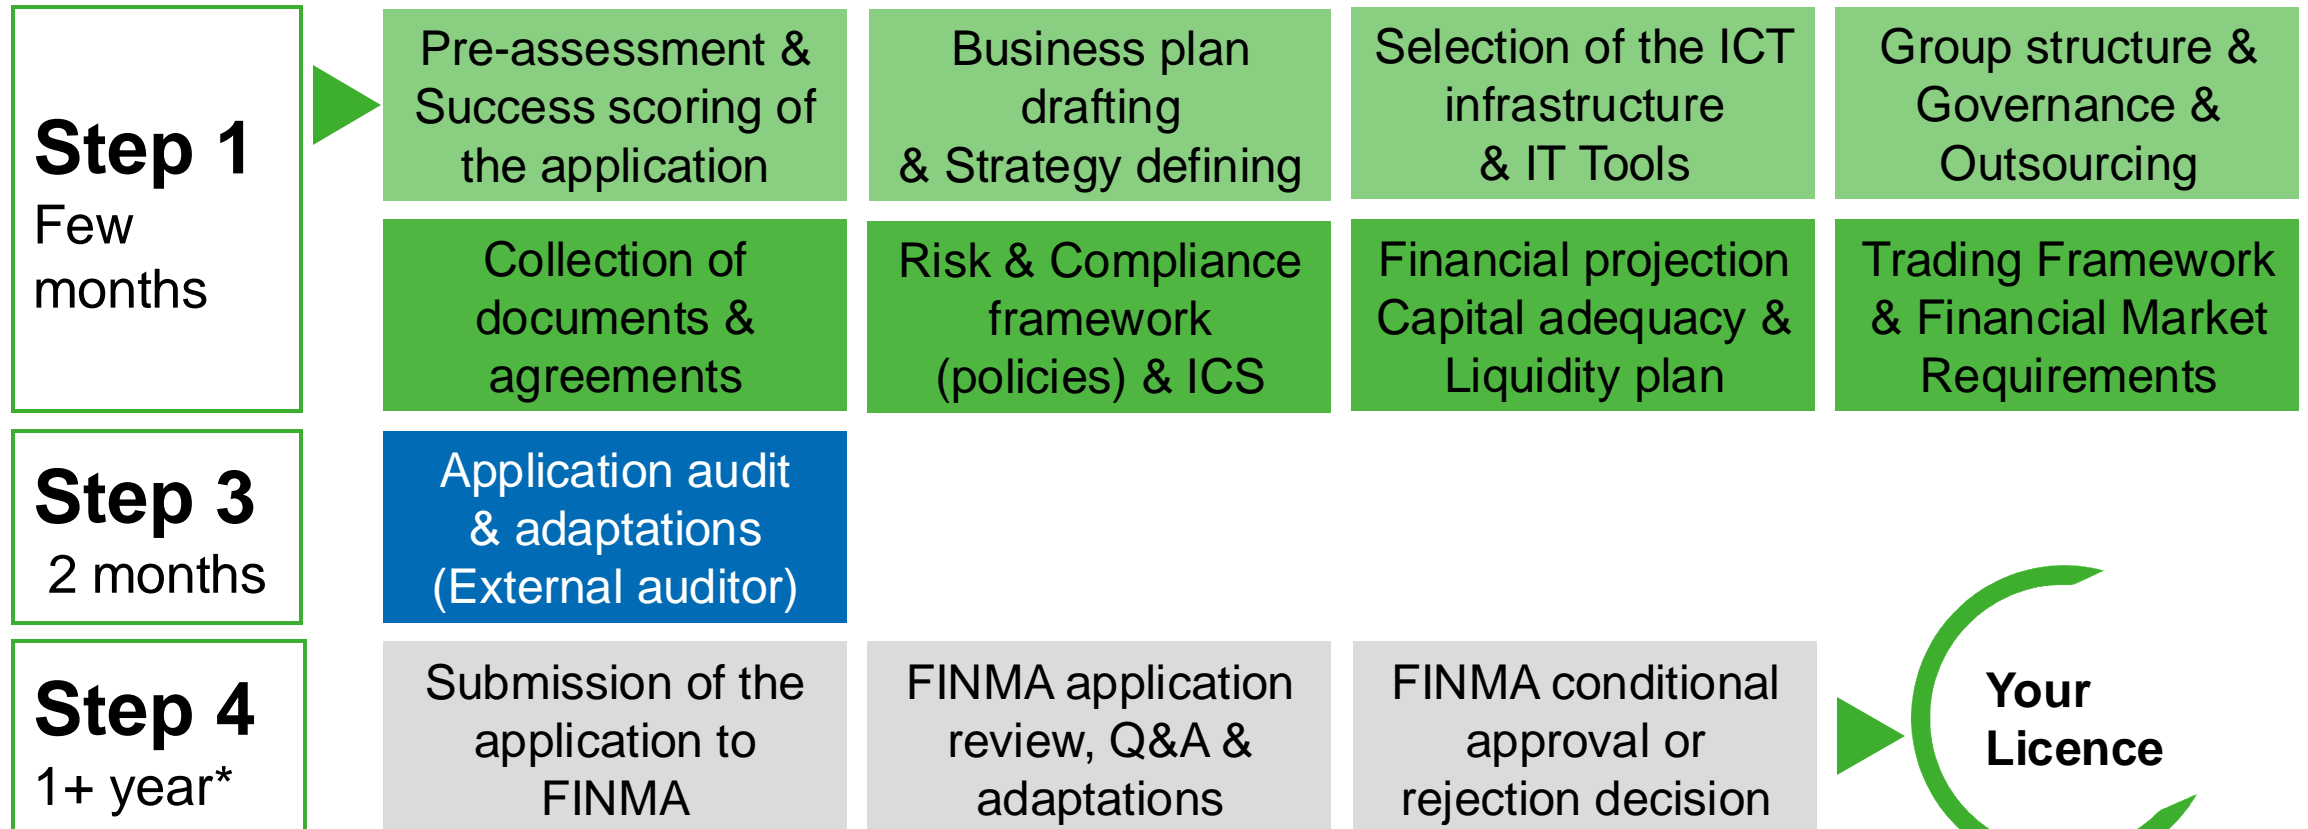 Step 1
Few
months
Pre-assessment &
Success scoring of
the application
Business plan
drafting
& Strategy defining
Selection of the ICT
infrastructure
& IT Tools
Group structure &
Governance &
Outsourcing
Collection of
documents &
agreements
Risk & Compliance
framework
(policies) & ICS
Financial projection
Capital adequacy &
Liquidity plan
Trading Framework
& Financial Market
Requirements
Step 3
2 months
Application audit
& adaptations
(External auditor)
Step 4
1+ year*
Submission of the
application to
FINMA
FINMA application
review, Q&A &
adaptations
FINMA conditional
approval or
rejection decision
Your
Licence